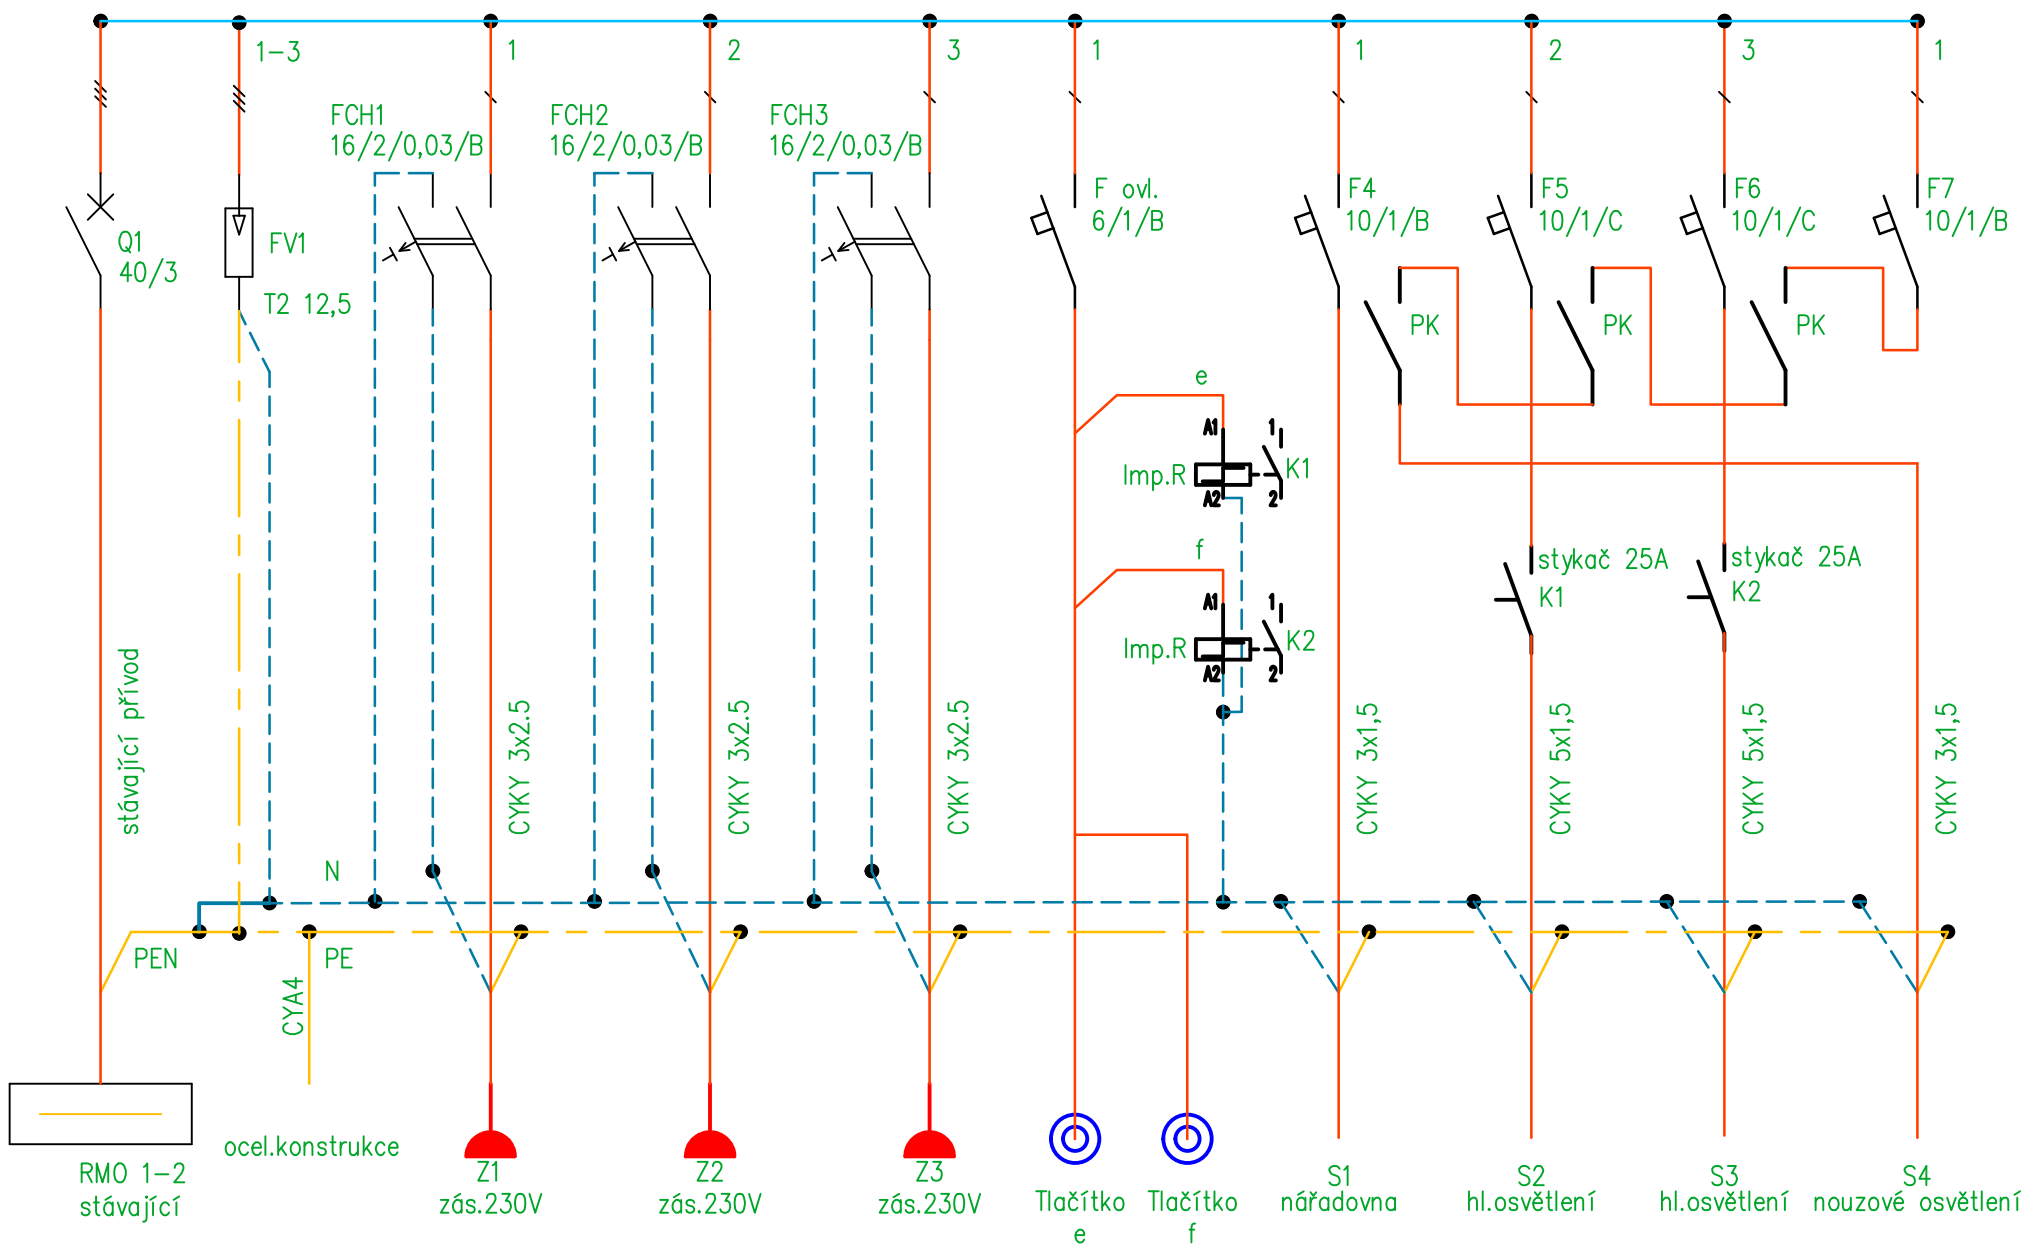 1-3
1
2
3
1
1
2
3
1
FCH1
16/2/0,03/B
FCH2
16/2/0,03/B
FCH3
16/2/0,03/B
F ovl.
6/1/B
F4
10/1/B
F5
10/1/C
F6
10/1/C
F7
10/1/B
Q1
40/3
FV1
T2 12,5
PK
PK
PK
e
A1
1
Imp.R
K1
A2
2
f
A1
1
Imp.R
K2
A2
2
stykač 25A
K1
stykač 25A
K2
stávající přívod
CYKY 3x2.5
CYKY 3x2.5
CYKY 3x2.5
CYKY 3x1,5
CYKY 5x1,5
CYKY 5x1,5
CYKY 3x1,5
N
PEN
PE
CYA4
RMO 1-2
stávající
ocel.konstrukce
Z1
zás.230V
Z2
zás.230V
Z3
zás.230V
Tlačítko
e
Tlačítko
f
S1
nářadovna
S2
hl.osvětlení
S3
hl.osvětlení
S4
nouzové osvětlení